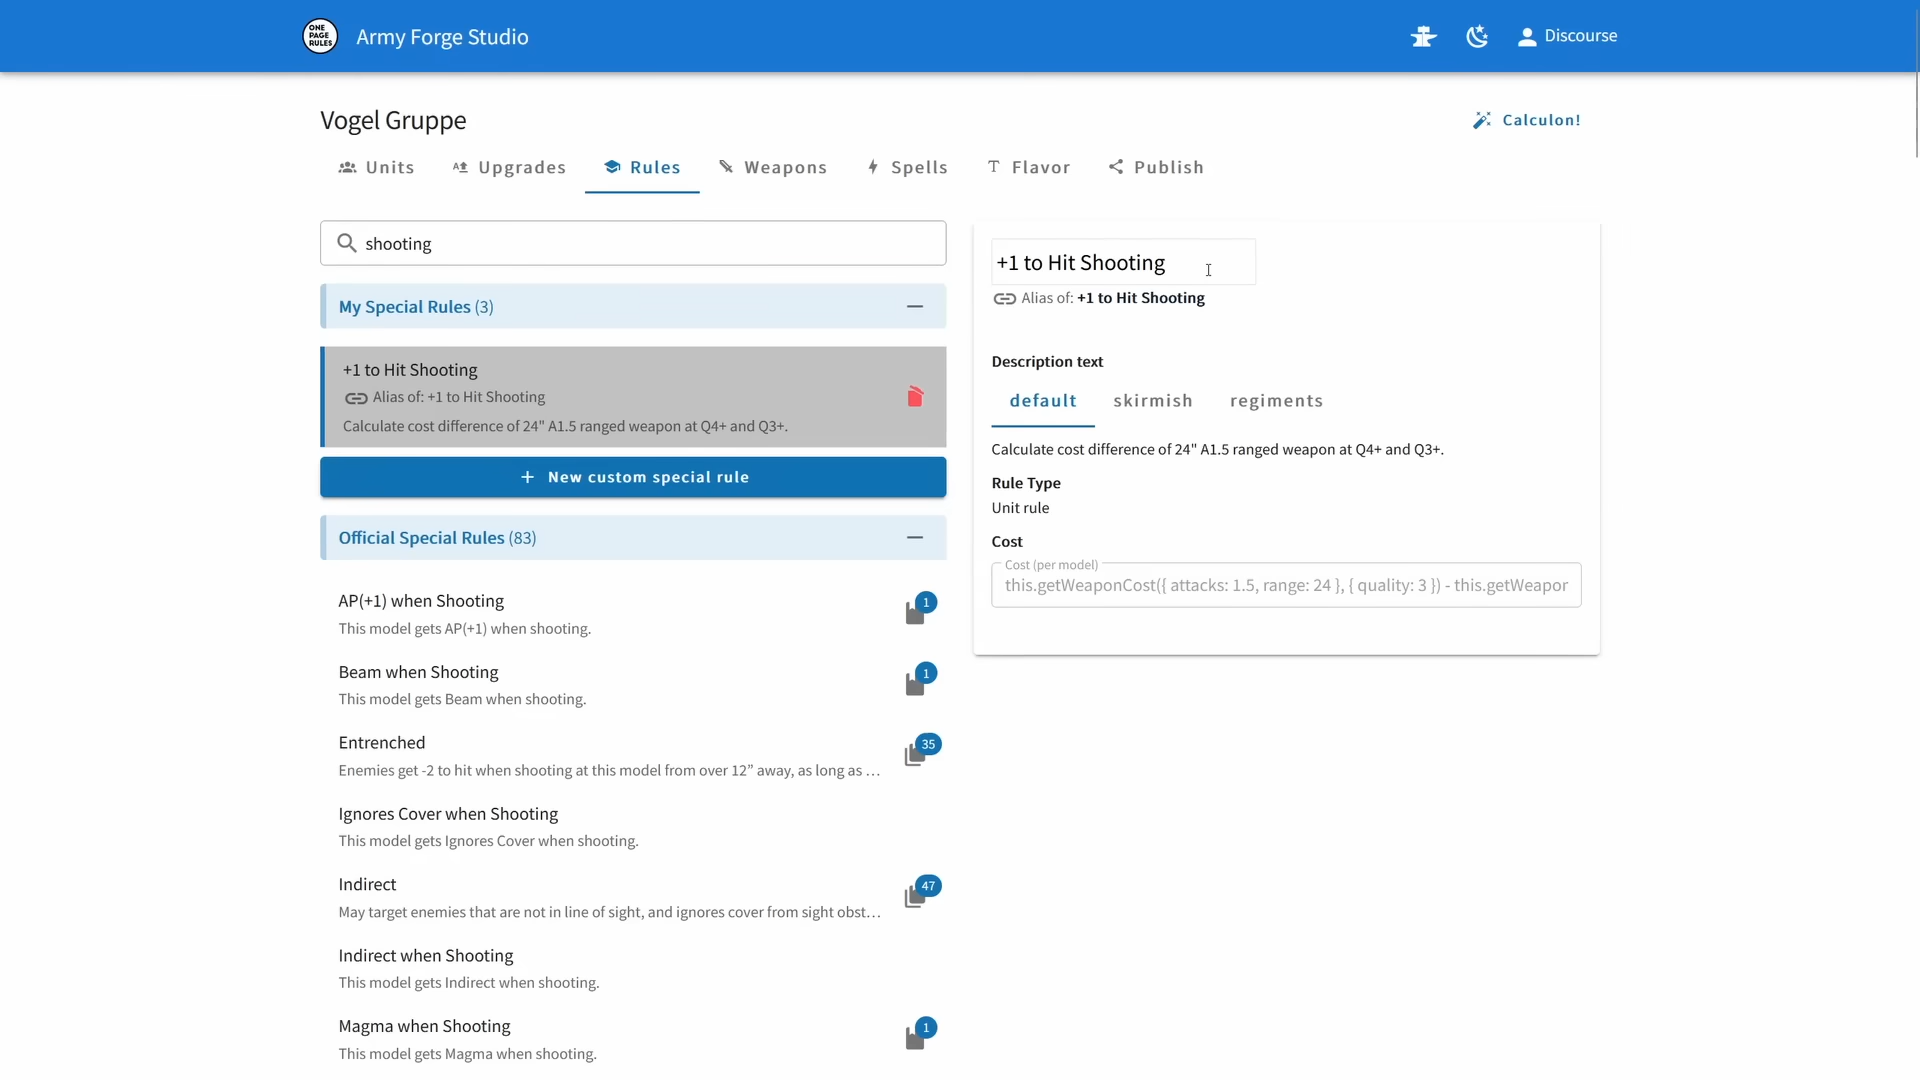 ONE
PAGE
RULES
Army Forge Studio
Discourse
Vogel Gruppe
Calculon!
Units
Upgrades
Rules
Weapons
Spells
Flavor
Publish
shooting
My Special Rules (3)
+1 to Hit Shooting
Alias of: +1 to Hit Shooting
Calculate cost difference of 24" A1.5 ranged weapon at Q4+ and Q3+.
+ New custom special rule
Official Special Rules (83)
AP(+1) when Shooting
This model gets AP(+1) when shooting.
1
Beam when Shooting
This model gets Beam when shooting.
1
Entrenched
Enemies get -2 to hit when shooting at this model from over 12” away, as long as …
35
Ignores Cover when Shooting
This model gets Ignores Cover when shooting.
Indirect
May target enemies that are not in line of sight, and ignores cover from sight obst…
47
Indirect when Shooting
This model gets Indirect when shooting.
Magma when Shooting
This model gets Magma when shooting.
1
+1 to Hit Shooting
Alias of: +1 to Hit Shooting
Description text
default
skirmish
regiments
Calculate cost difference of 24" A1.5 ranged weapon at Q4+ and Q3+.
Rule Type
Unit rule
Cost
Cost (per model)
this.getWeaponCost({ attacks: 1.5, range: 24 }, { quality: 3 }) - this.getWeapor